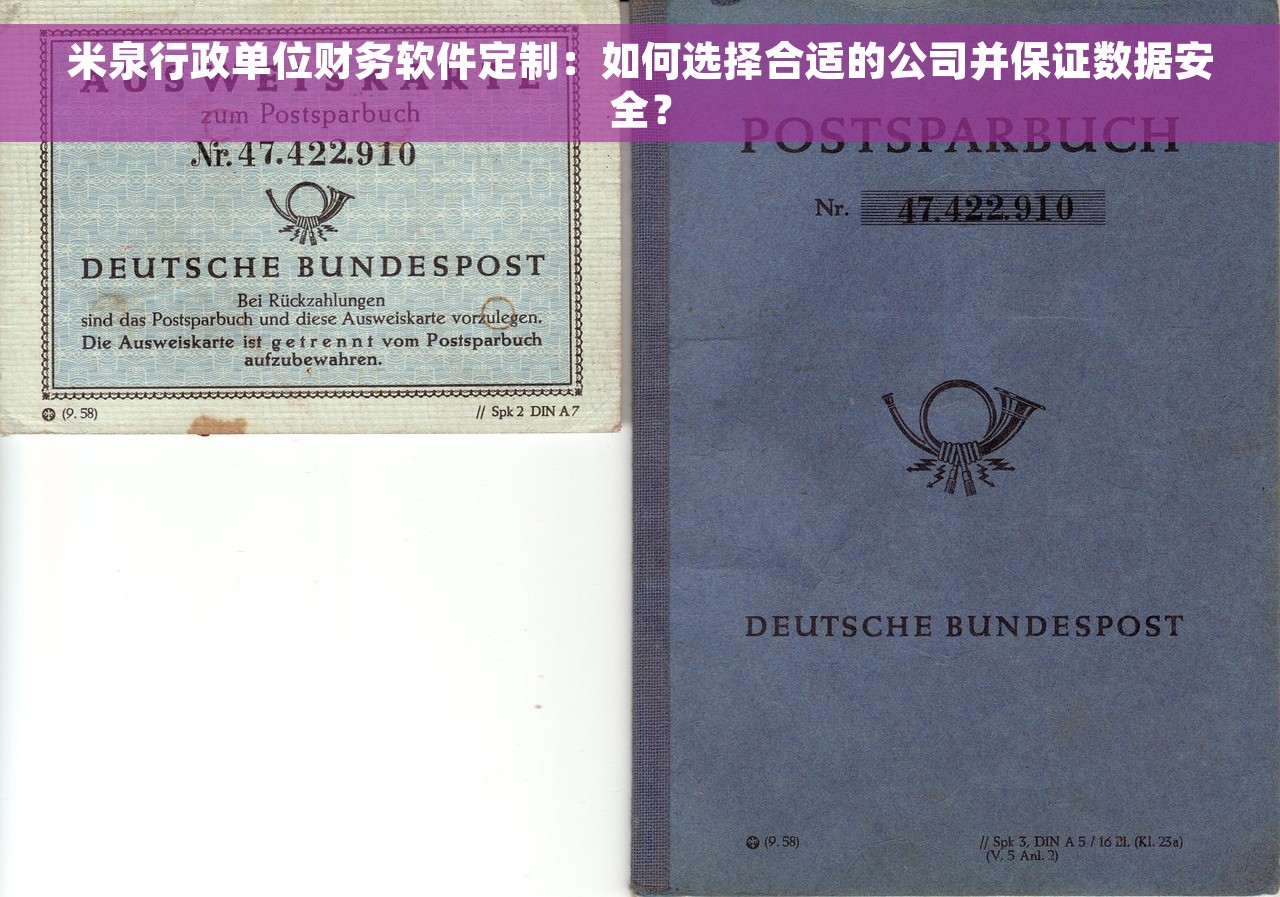 米泉行政单位财务软件定制：如何选择合适的公司并保证数据安
全？
AUSWEISKARTE
zum Postsparbuch
Nr. 47.422.910
DEUTSCHE BUNDESPOST
Bei Rückzahlungen
sind das Postsparbuch und diese Ausweiskarte vorzulegen.
Die Ausweiskarte ist getrennt vom Postsparbuch
aufzubewahren.
(9. 58)
// Spk 2 DIN A 7
POSTSPARBUCH
Nr. 47.422.910
DEUTSCHE BUNDESPOST
(9. 58)
// Spk 3, DIN A 5 / 16 Bl. (Kl. 23a)
(V, 5 Anl. 2)